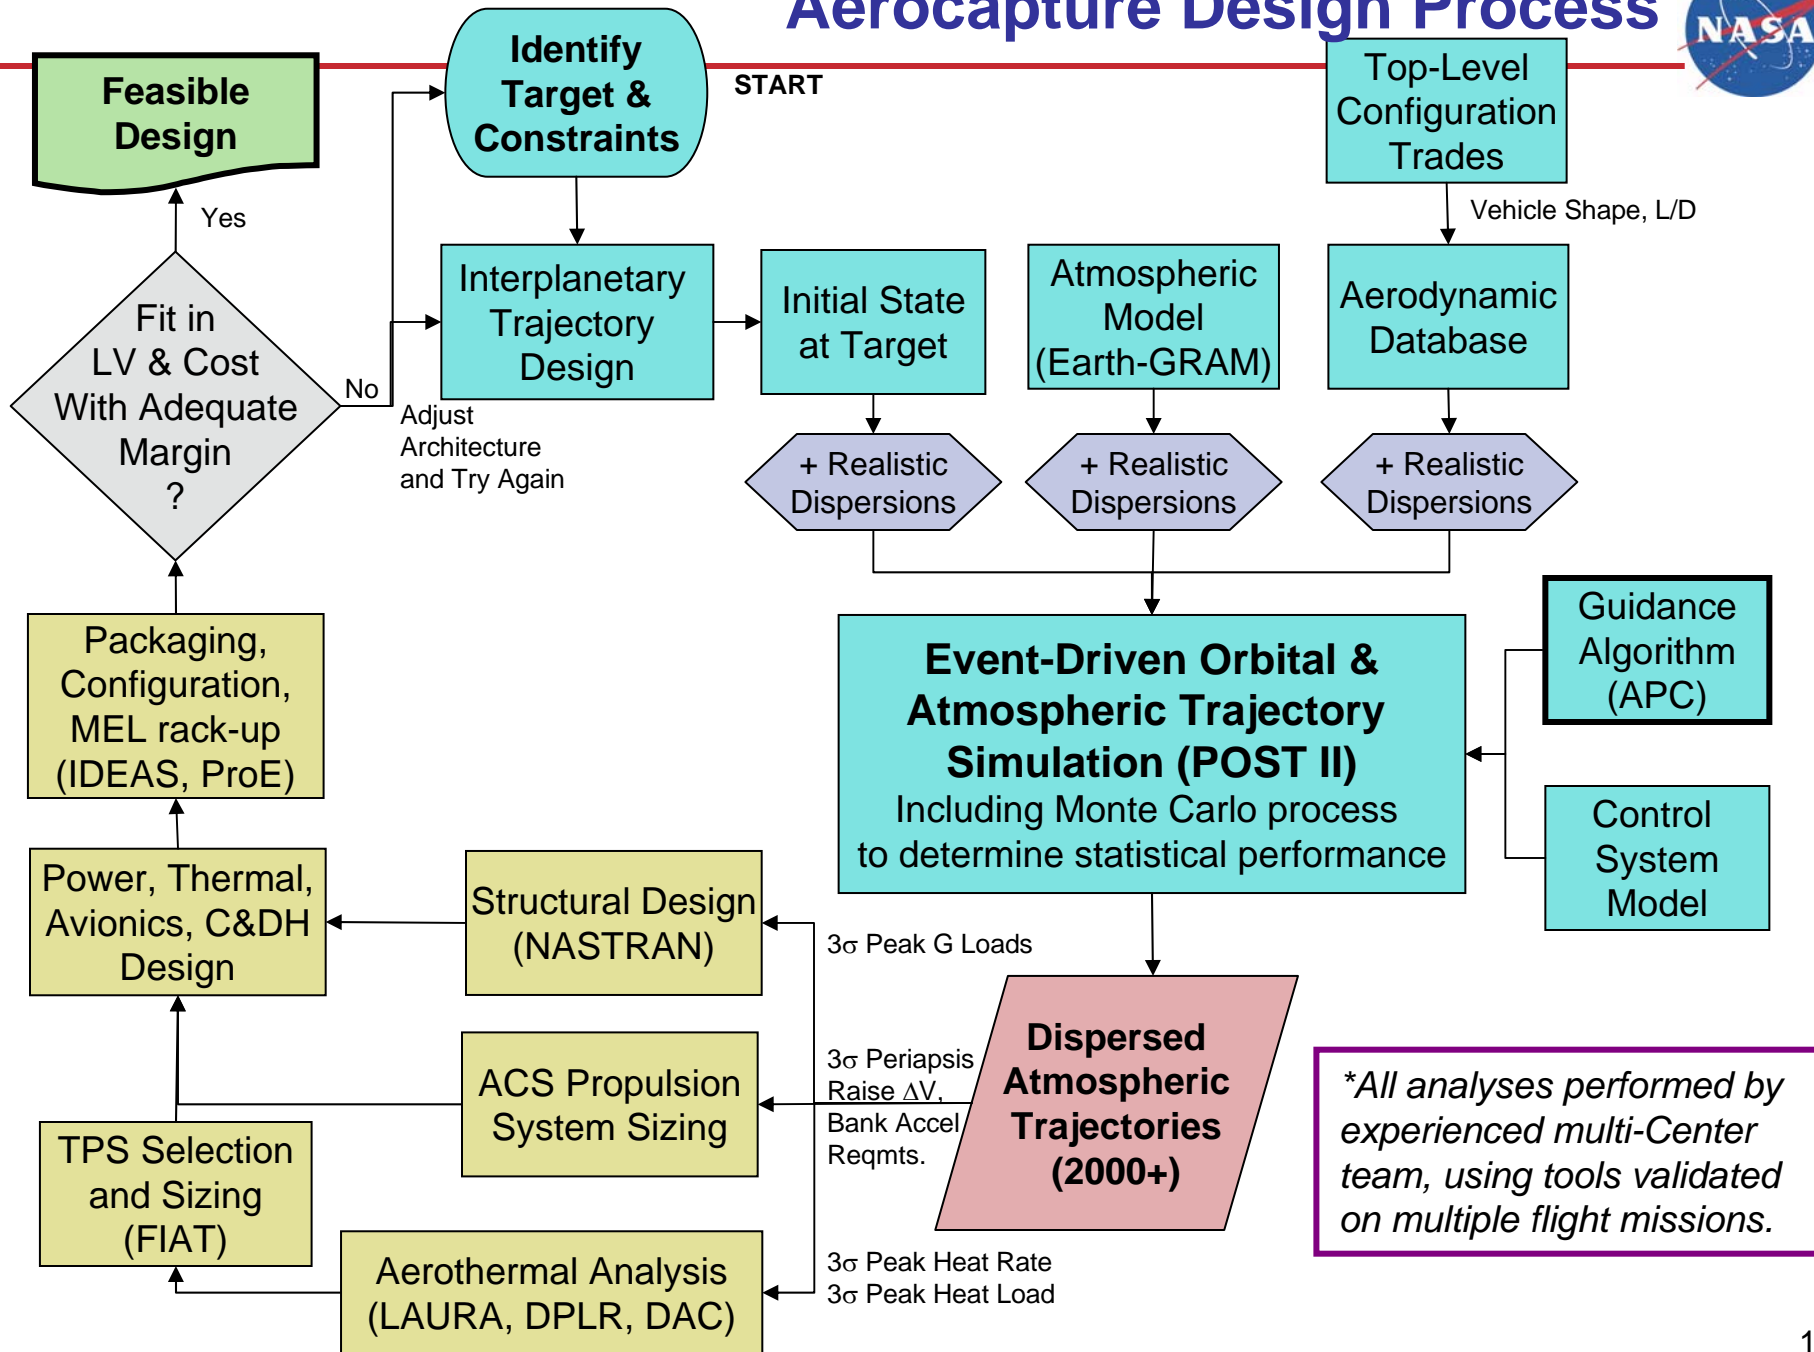 Aerocapture Design Process
NASA
Feasible
Design
Identify
Target &
Constraints
START
Top-Level
Configuration
Trades
Vehicle Shape, L/D
Yes
Fit in
LV & Cost
With Adequate
Margin
?
No
Adjust
Architecture
and Try Again
Interplanetary
Trajectory
Design
Initial State
at Target
Atmospheric
Model
(Earth-GRAM)
Aerodynamic
Database
+ Realistic
Dispersions
+ Realistic
Dispersions
+ Realistic
Dispersions
Event-Driven Orbital &
Atmospheric Trajectory
Simulation (POST II)
Including Monte Carlo process
to determine statistical performance
Guidance
Algorithm
(APC)
Control
System
Model
Packaging,
Configuration,
MEL rack-up
(IDEAS, ProE)
Power, Thermal,
Avionics, C&DH
Design
Structural Design
(NASTRAN)
3σ Peak G Loads
ACS Propulsion
System Sizing
3σ Periapsis
Raise ΔV,
Bank Accel
Reqmts.
Dispersed
Atmospheric
Trajectories
(2000+)
TPS Selection
and Sizing
(FIAT)
Aerothermal Analysis
(LAURA, DPLR, DAC)
3σ Peak Heat Rate
3σ Peak Heat Load
*All analyses performed by
experienced multi-Center
team, using tools validated
on multiple flight missions.
1